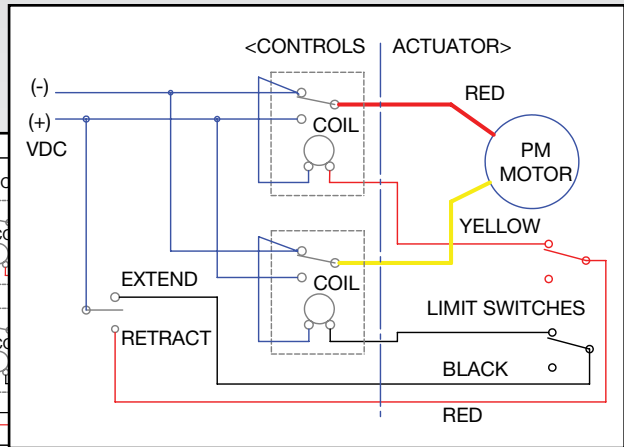 <CONTROLS ACTUATOR>
(-)
RED
(+)
COIL
VDC
PM
MOTOR
YELLOW
EXTEND
COIL
LIMIT SWITCHES
RETRACT
BLACK
RED